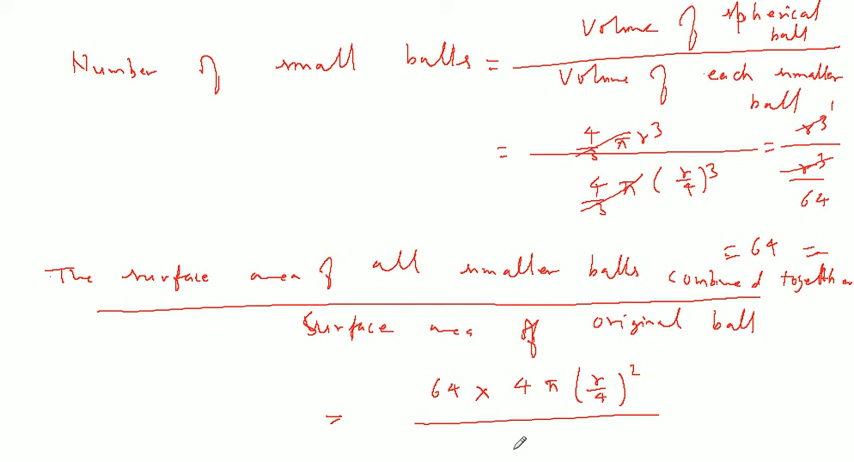 Number of small balls = Volume of spherical ball / Volume of each smaller ball
= 4/3 π r³ / 4/3 π (r/4)³ = r³ 1 / r³/64
= 64 =
The surface area of all smaller balls combined together
Surface area of original ball
= 64 × 4 π (r/4)²